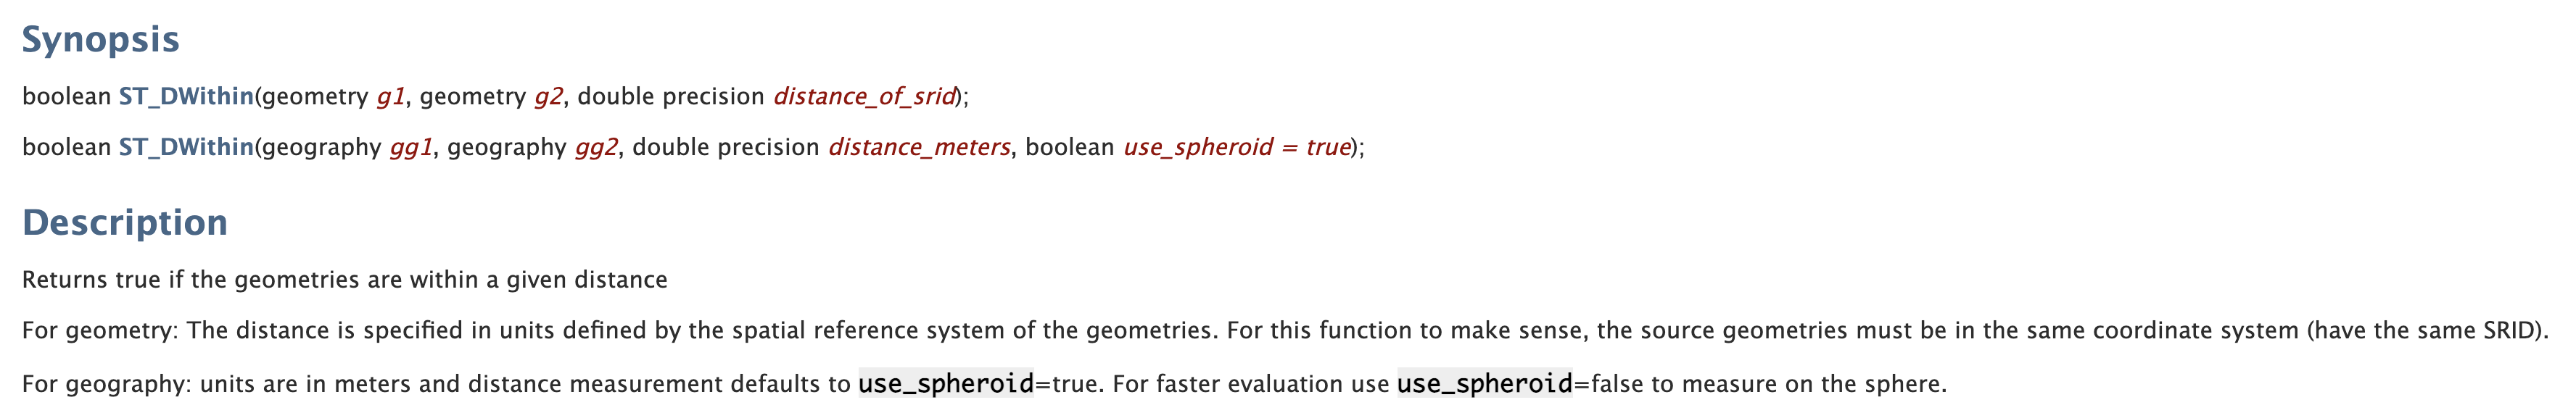 Synopsis
boolean ST_DWithin(geometry g1, geometry g2, double precision distance_of_srid);
boolean ST_DWithin(geography gg1, geography gg2, double precision distance_meters, boolean use_spheroid = true);
Description
Returns true if the geometries are within a given distance
For geometry: The distance is specified in units defined by the spatial reference system of the geometries. For this function to make sense, the source geometries must be in the same coordinate system (have the same SRID).
For geography: units are in meters and distance measurement defaults to use_spheroid=true. For faster evaluation use use_spheroid=false to measure on the sphere.